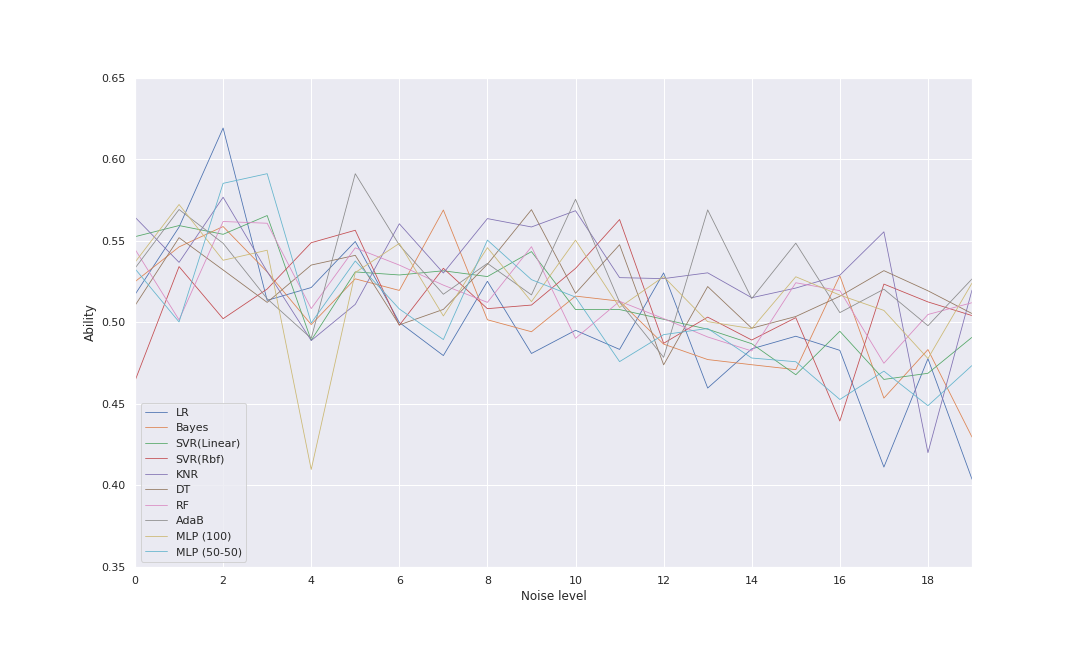 0.65
0.60
0.55
0.50
0.45
0.40
0.35
Ability
LR
Bayes
SVR(Linear)
SVR(Rbf)
KNR
DT
RF
AdaB
MLP (100)
MLP (50-50)
0 2 4 6 8 10 12 14 16 18
Noise level